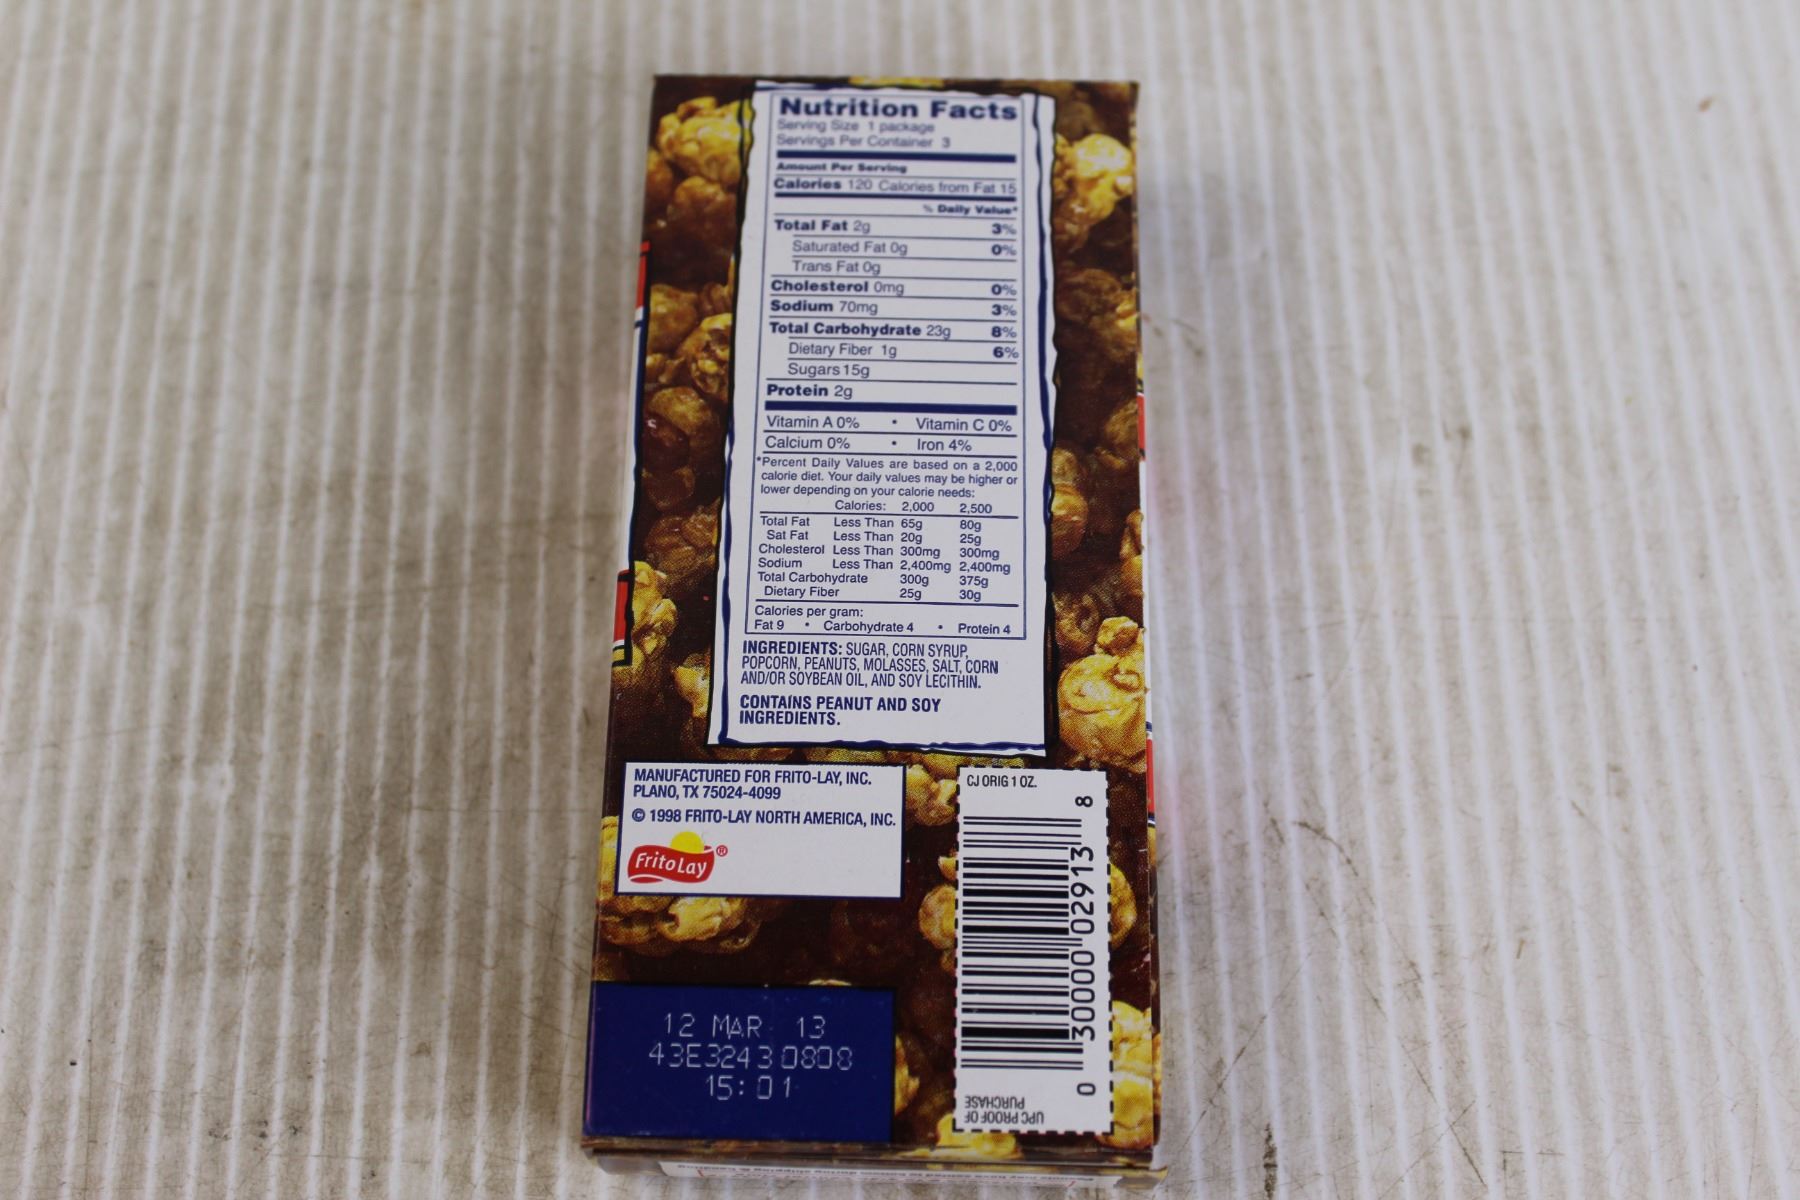 Nutrition Facts
Serving Size 1 package
Servings Per Container 3
Amount Per Serving
Calories 120 Calories from Fat 15
% Daily Value*
Total Fat 2g 3%
Saturated Fat 0g 0%
Trans Fat 0g
Cholesterol 0mg 0%
Sodium 70mg 3%
Total Carbohydrate 23g 8%
Dietary Fiber 1g 6%
Sugars 15g
Protein 2g
Vitamin A 0% • Vitamin C 0%
Calcium 0% • Iron 4%
*Percent Daily Values are based on a 2,000
calorie diet. Your daily values may be higher or
lower depending on your calorie needs:
Calories: 2,000 2,500
Total Fat Less Than 65g 80g
Sat Fat Less Than 20g 25g
Cholesterol Less Than 300mg 300mg
Sodium Less Than 2,400mg 2,400mg
Total Carbohydrate 300g 375g
Dietary Fiber 25g 30g
Calories per gram:
Fat 9 • Carbohydrate 4 • Protein 4
INGREDIENTS: SUGAR, CORN SYRUP,
POPCORN, PEANUTS, MOLASSES, SALT, CORN
AND/OR SOYBEAN OIL, AND SOY LECITHIN.
CONTAINS PEANUT AND SOY
INGREDIENTS.
MANUFACTURED FOR FRITO-LAY, INC.
PLANO, TX 75024-4099
© 1998 FRITO-LAY NORTH AMERICA, INC.
Frito Lay ®
CJ ORIG 1 OZ.
0 30000 02913 8
UPC PROOF OF
PURCHASE
12 MAR 13
43E3243 0808
15:01